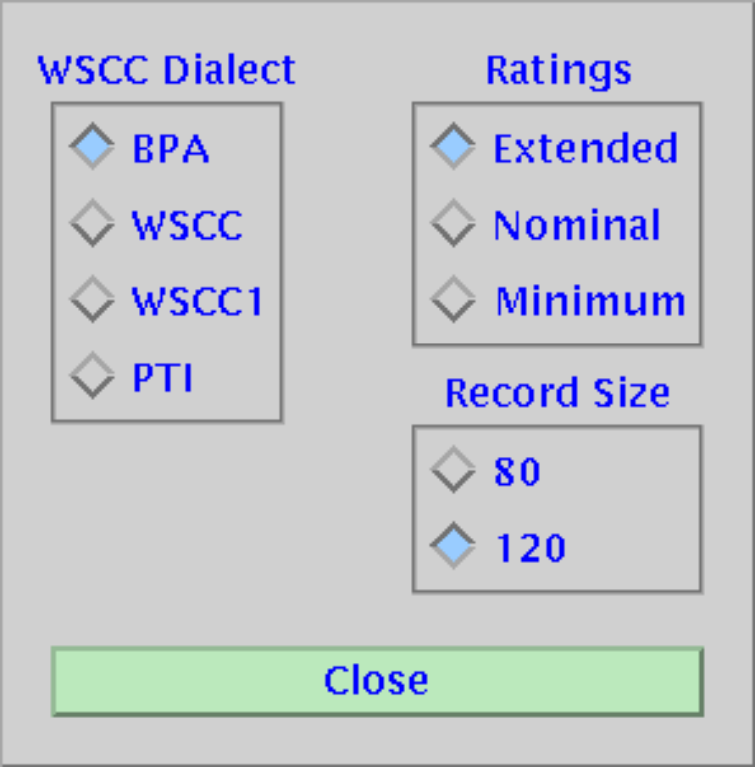 WSCC Dialect
BPA
WSCC
WSCC1
PTI
Ratings
Extended
Nominal
Minimum
Record Size
80
120
Close